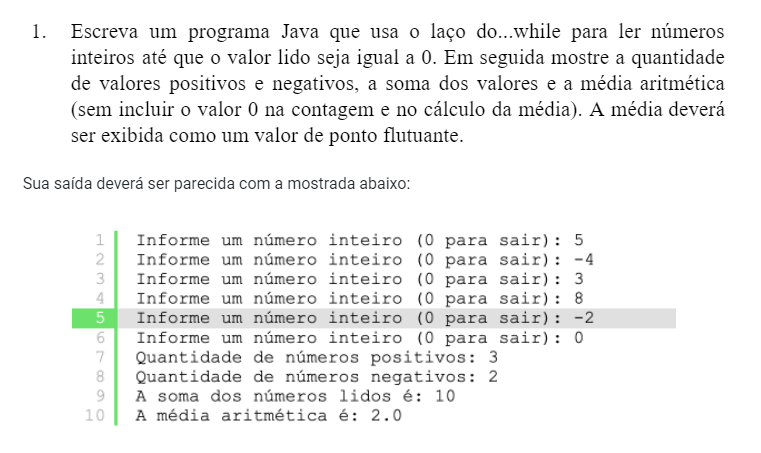 1. Escreva um programa Java que usa o laço do...while para ler números
inteiros até que o valor lido seja igual a 0. Em seguida mostre a quantidade
de valores positivos e negativos, a soma dos valores e a média aritmética
(sem incluir o valor 0 na contagem e no cálculo da média). A média deverá
ser exibida como um valor de ponto flutuante.
Sua saída deverá ser parecida com a mostrada abaixo:
1 Informe um número inteiro (0 para sair): 5
2 Informe um número inteiro (0 para sair): -4
3 Informe um número inteiro (0 para sair): 3
4 Informe um número inteiro (0 para sair): 8
5 Informe um número inteiro (0 para sair): -2
6 Informe um número inteiro (0 para sair): 0
7 Quantidade de números positivos: 3
8 Quantidade de números negativos: 2
9 A soma dos números lidos é: 10
10 A média aritmética é: 2.0